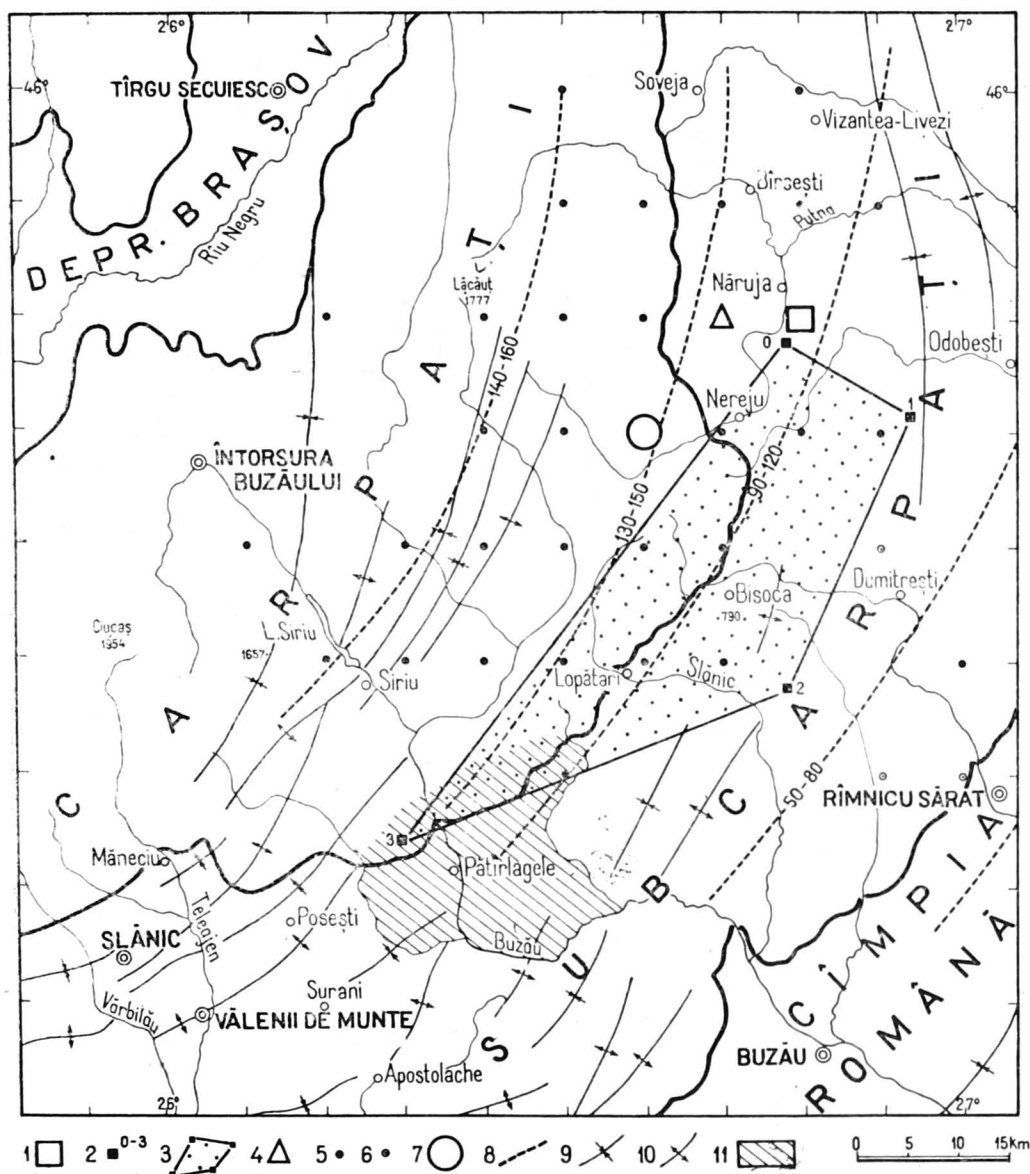 26°
27°
46°
46°
TÎRGU SECUIESC
Soveja
Vizantea-Livezi
DEPR. BRAȘOV
Rîu Negru
Bîrsești
Putna
Lăcăuț
1777
Năruja
Odobești
0
1
Nereju
140-160
ÎNTORSURA
BUZĂULUI
130-150
90-120
CARPAȚI
Ciucaș
1954
L.Siriu
1657
Siriu
Bisoca
790
Dumitrești
Lopătari
Slănic
2
50-80
RÎMNICU SĂRAT
3
Măneciu
Pătîrlagele
Posești
Teleajen
SLĂNIC
Buzău
Vărbilău
Surani
VĂLENII DE MUNTE
SUBCARPAȚI
CÎMPIA
ROMÂNĂ
BUZĂU
Apostolache
26°
27°
1 2 0-3 3 4 5 6 7 8 9 10 11 0 5 10 15Km